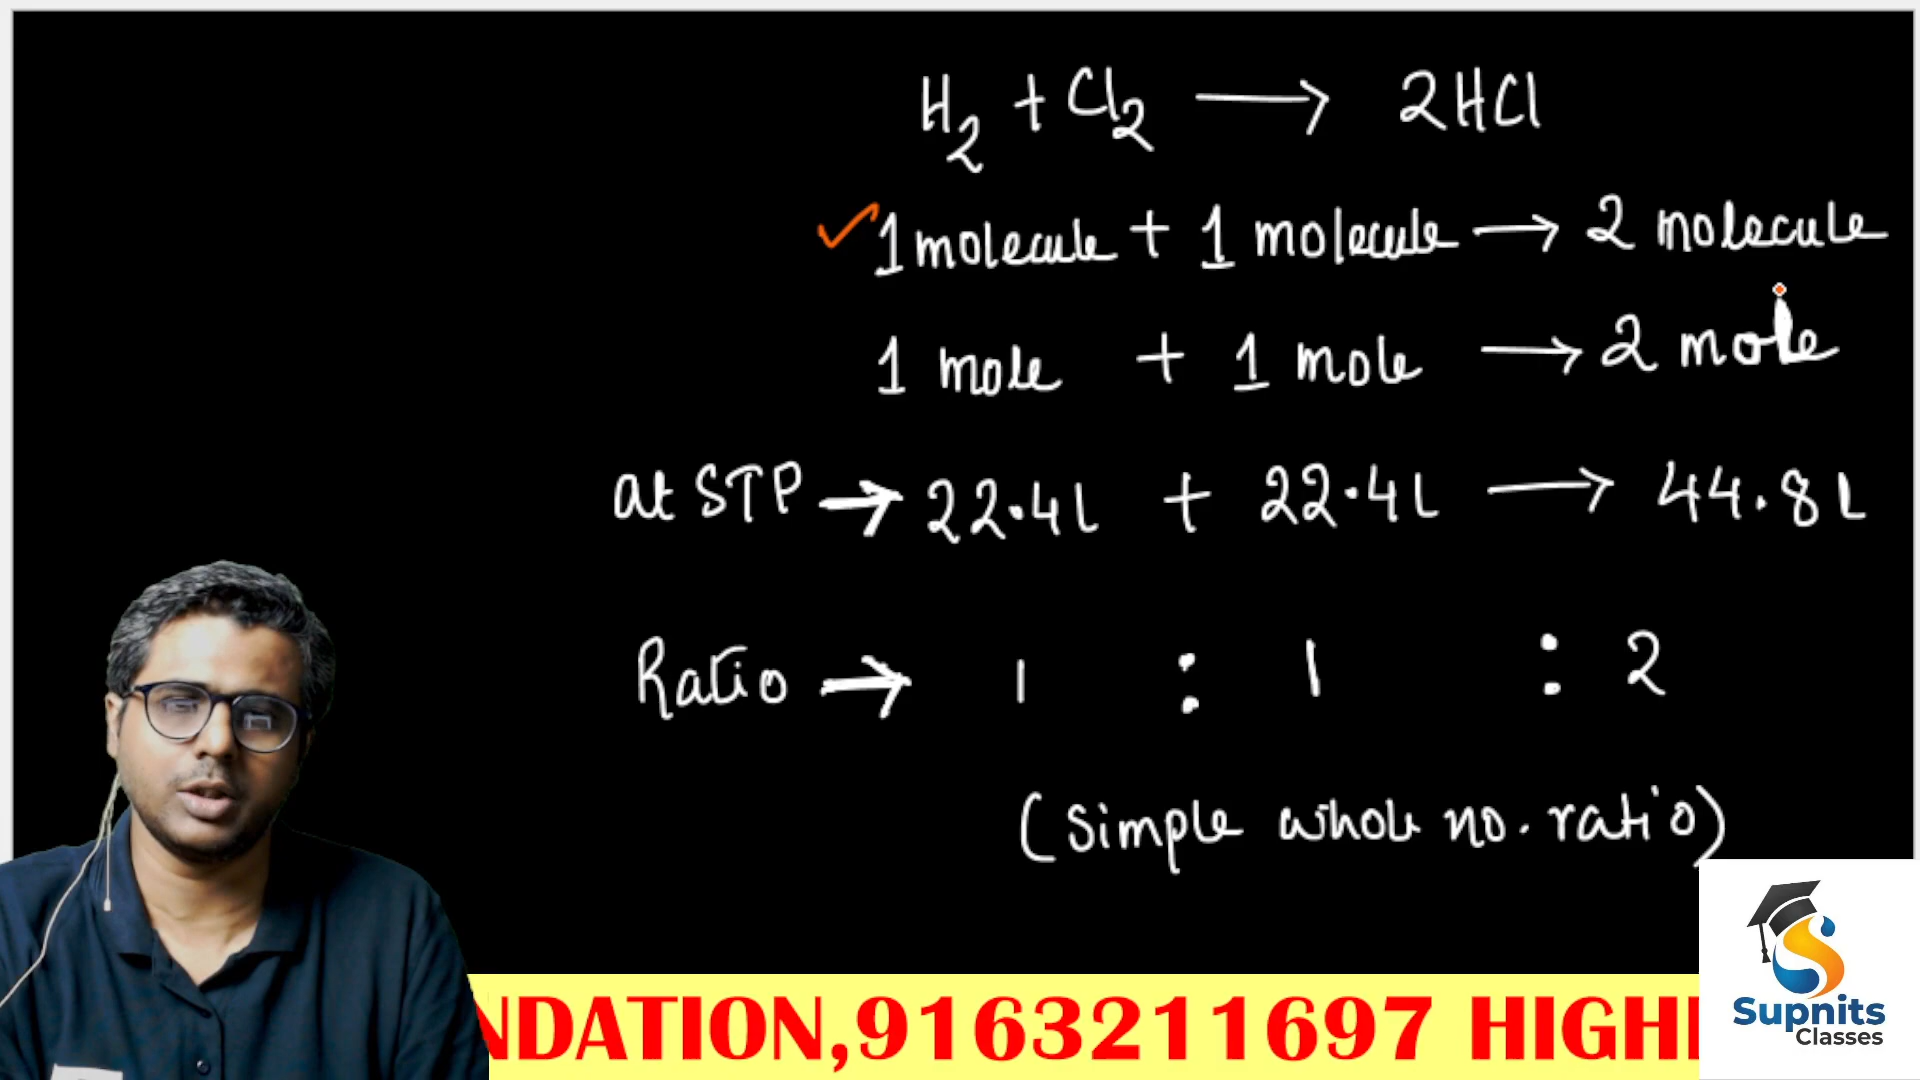 H₂ + Cl₂ → 2HCl
✓ 1 molecule + 1 molecule → 2 molecule
1 mole + 1 mole → 2 mole
at STP → 22.4L + 22.4L → 44.8L
Ratio → 1 : 1 : 2
(simple whole no. ratio)
NDATION,9163211697 HIGH
Supnits
Classes